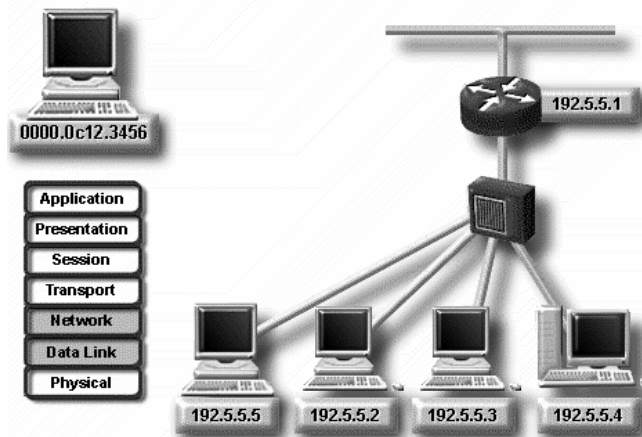 0000.0c12.3456
192.5.5.1
Application
Presentation
Session
Transport
Network
Data Link
Physical
192.5.5.5
192.5.5.2
192.5.5.3
192.5.5.4